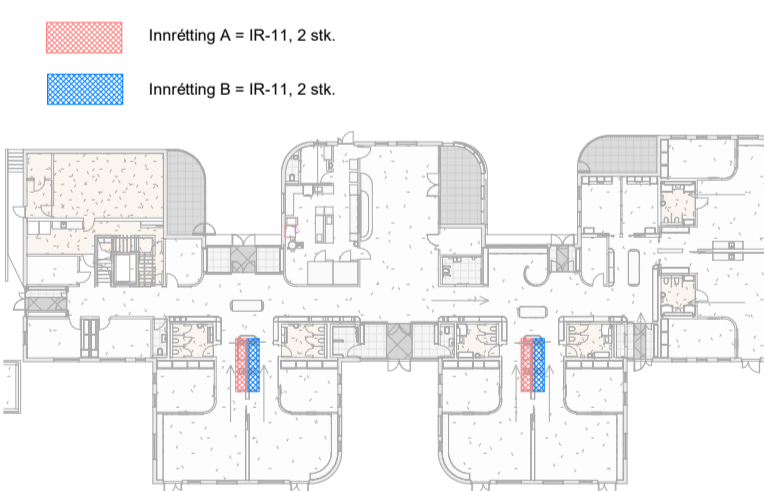 Innrétting A = IR-11, 2 stk.
Innrétting B = IR-11, 2 stk.